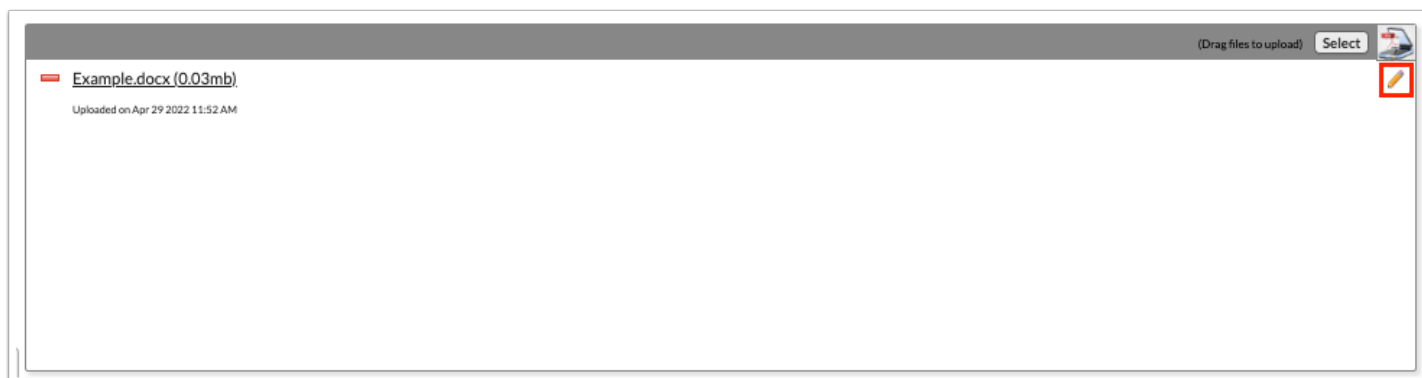 (Drag files to upload) Select
Example.docx (0.03mb)
Uploaded on Apr 29 2022 11:52 AM